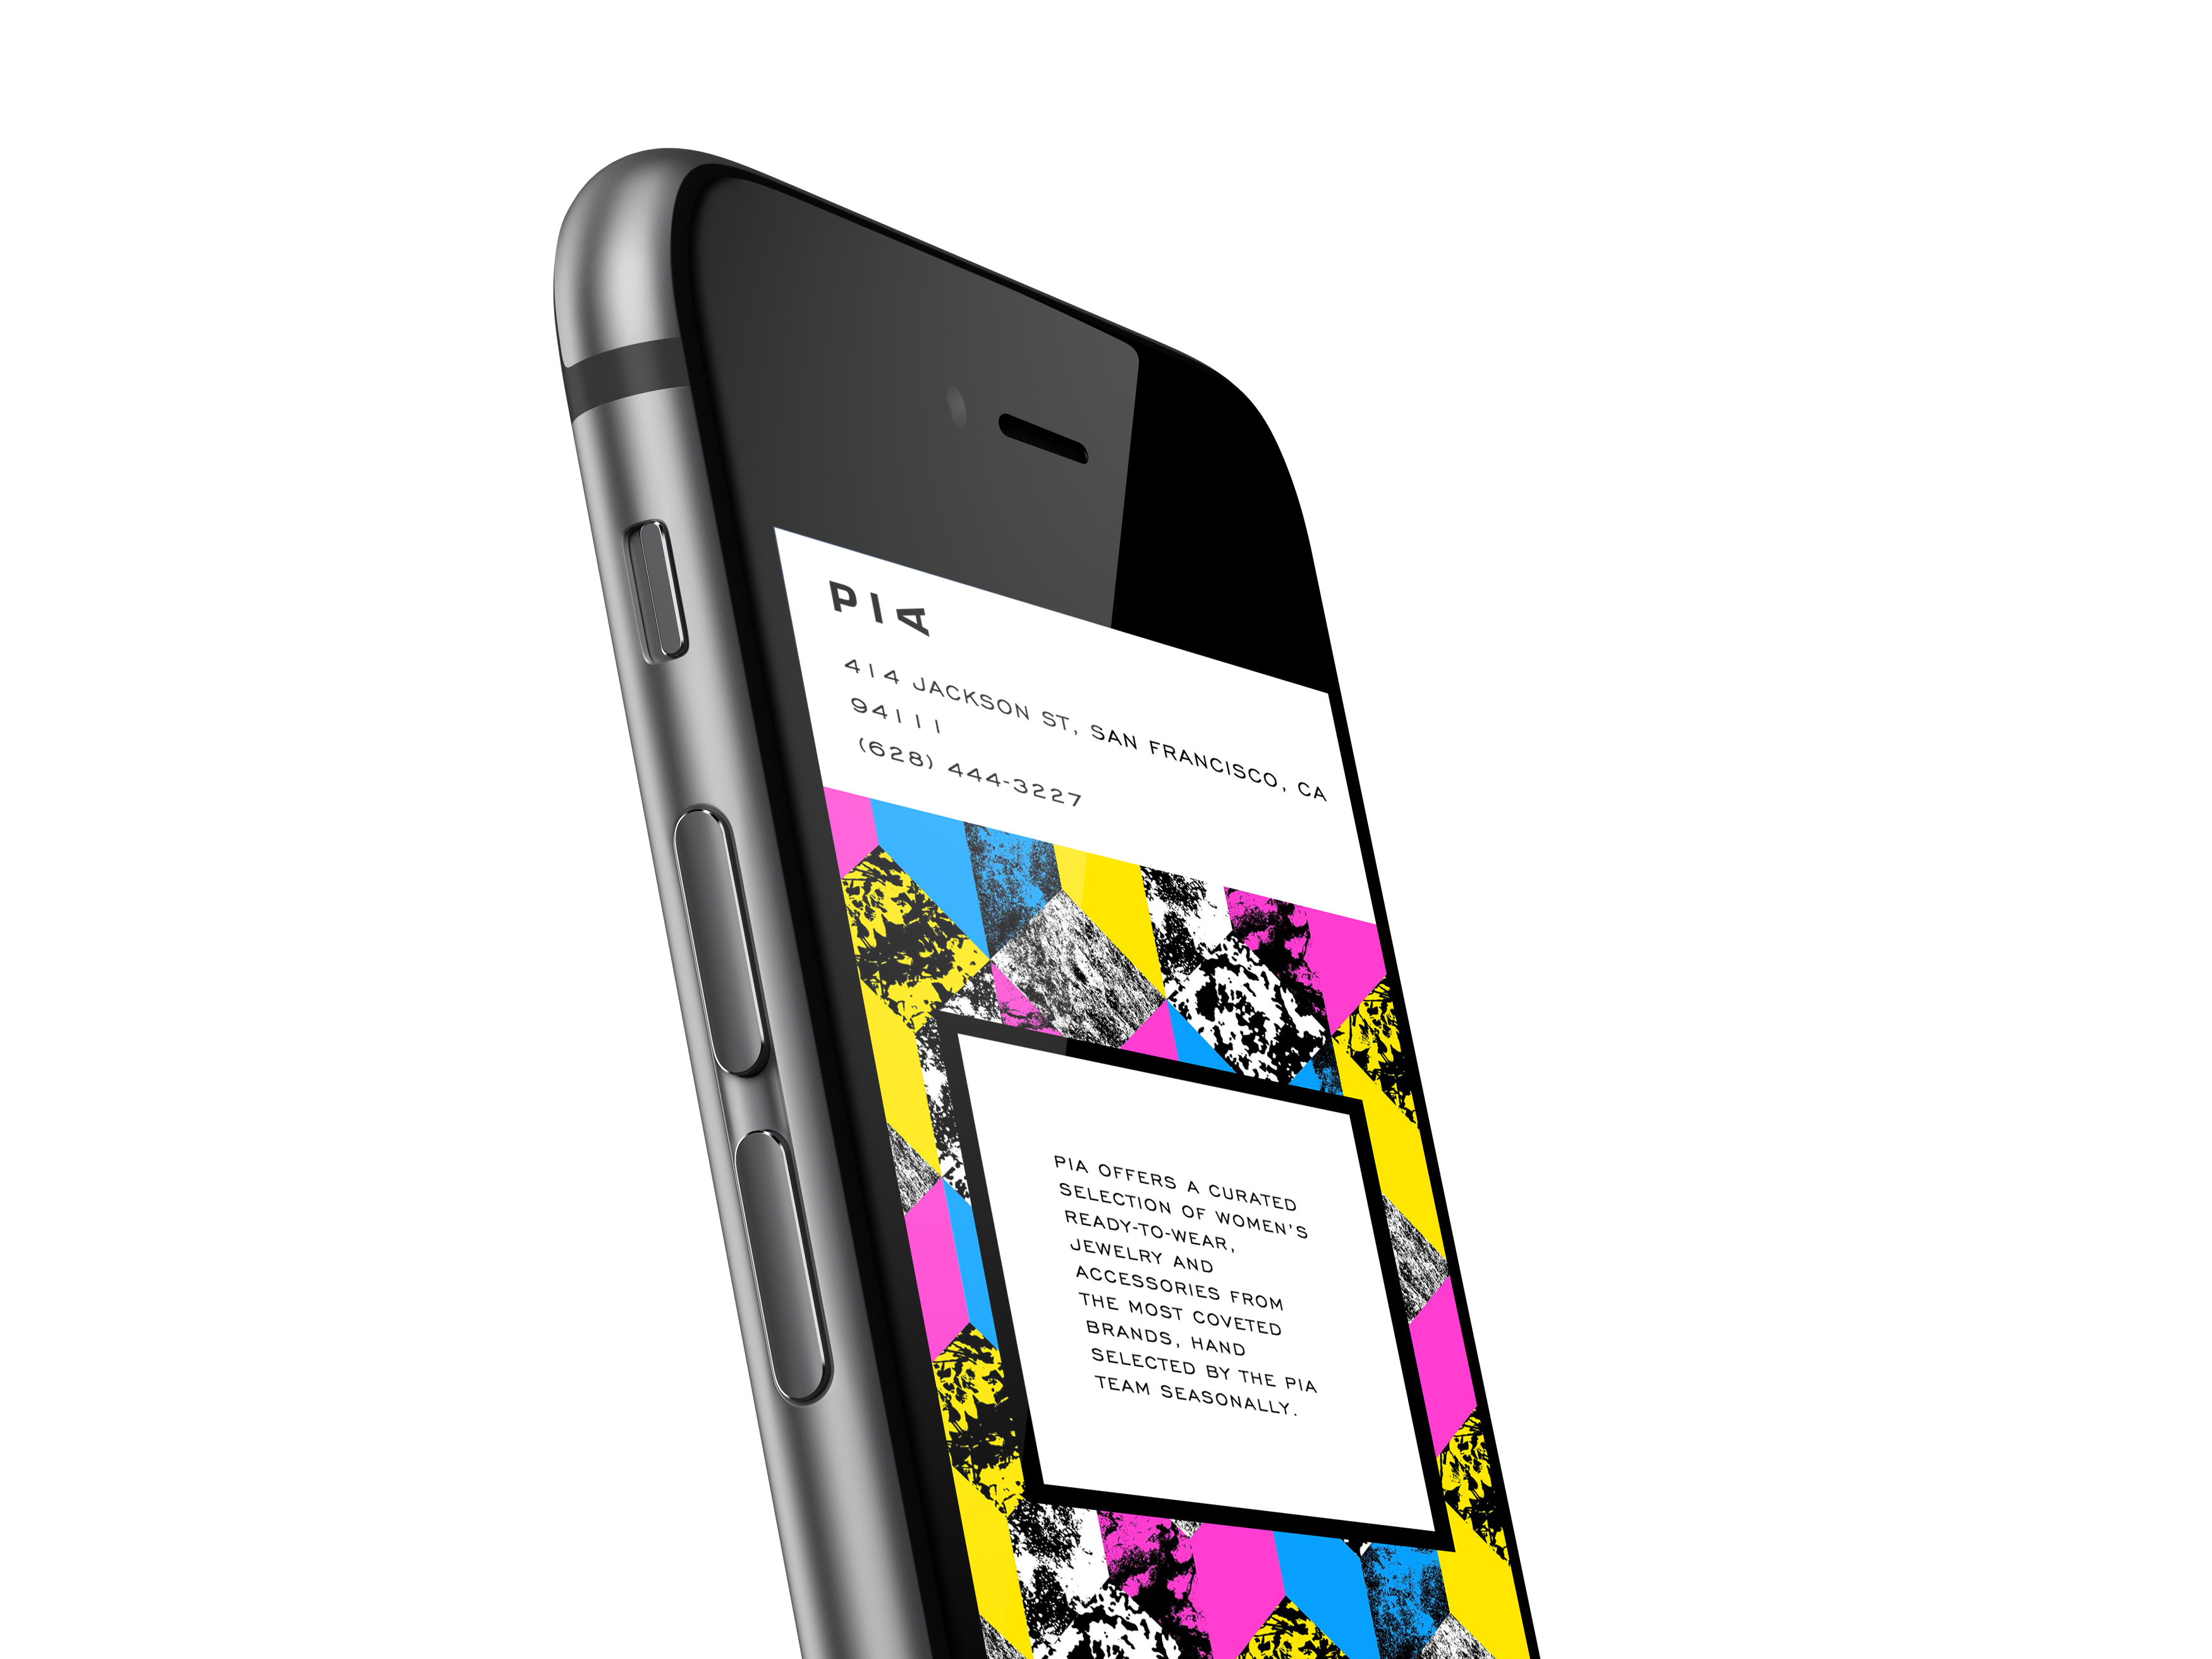 PIA
414 JACKSON ST, SAN FRANCISCO, CA
94111
(628) 444-3227
PIA OFFERS A CURATED
SELECTION OF WOMEN'S
READY-TO-WEAR,
JEWELRY AND
ACCESSORIES FROM
THE MOST COVETED
BRANDS, HAND
SELECTED BY THE PIA
TEAM SEASONALLY.